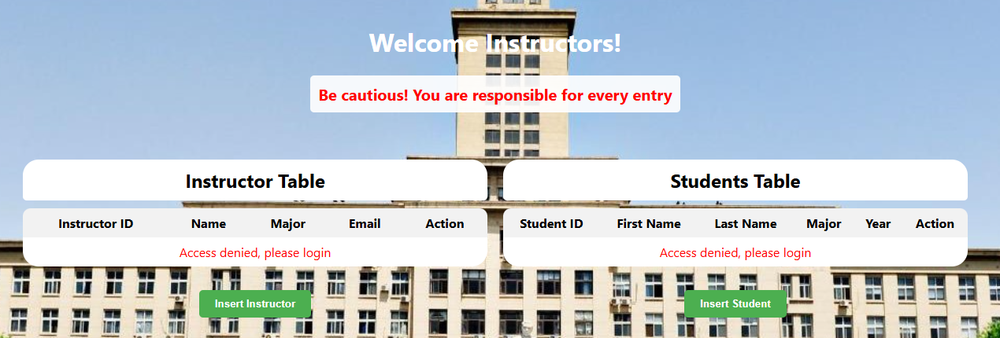 Welcome Instructors!
Be cautious! You are responsible for every entry
Instructor Table
Instructor ID Name Major Email Action
Access denied, please login
Insert Instructor
Students Table
Student ID First Name Last Name Major Year Action
Access denied, please login
Insert Student